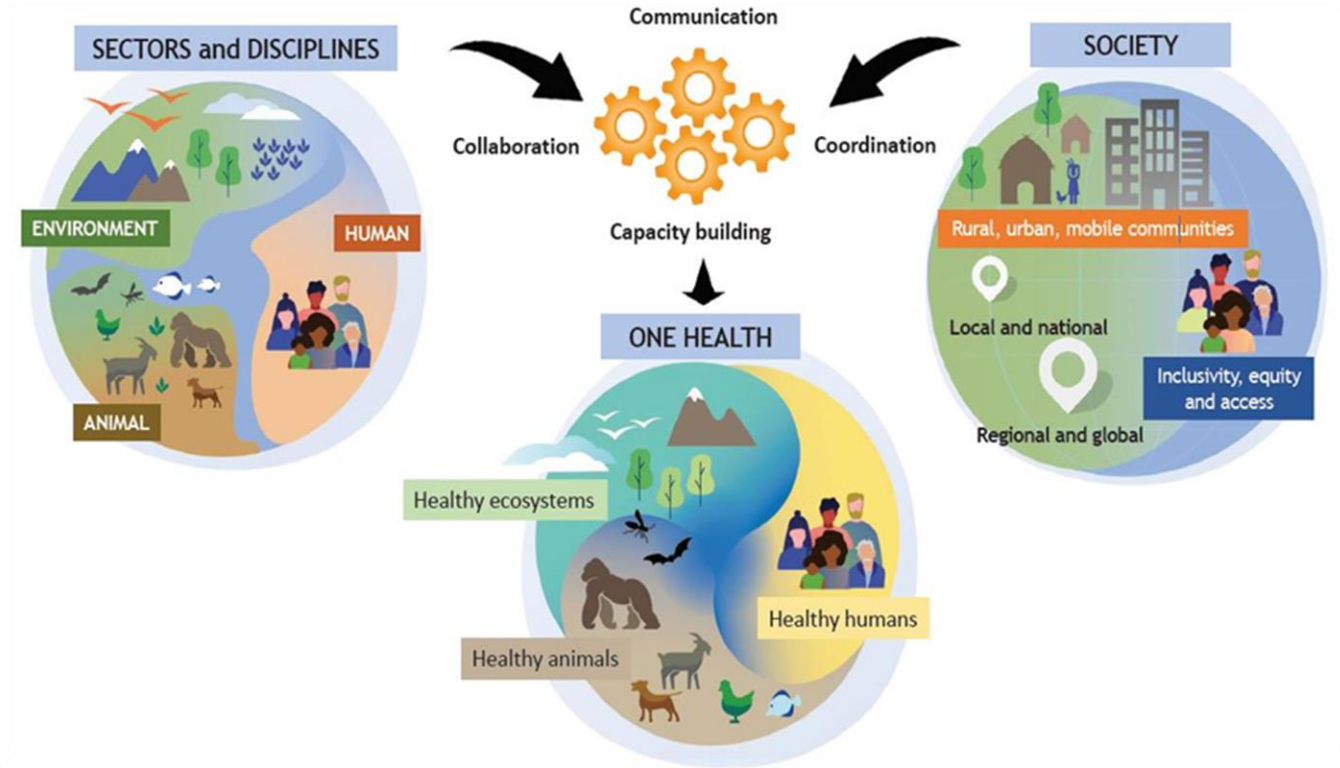 Communication
SECTORS and DISCIPLINES
SOCIETY
Collaboration
Coordination
ENVIRONMENT
HUMAN
Capacity building
Rural, urban, mobile communities
Local and national
ONE HEALTH
Inclusivity, equity
and access
ANIMAL
Regional and global
Healthy ecosystems
Healthy humans
Healthy animals